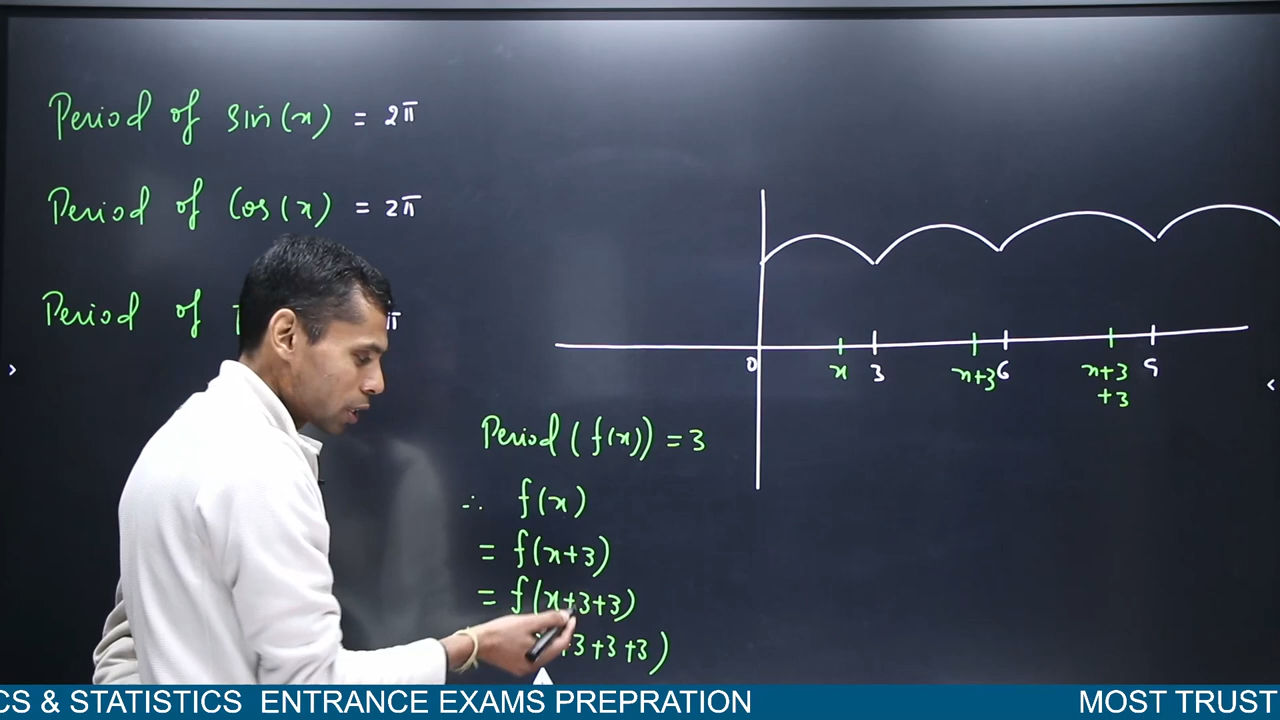 Period of sin(x) = 2π
Period of Cos(x) = 2π
Period of π
0 x 3 x+3 6 x+3 +3 9
Period (f(x)) = 3
∴ f(x)
= f(x+3)
= f(x+3+3)
+3+3+3)
CS & STATISTICS ENTRANCE EXAMS PREPRATION MOST TRUST